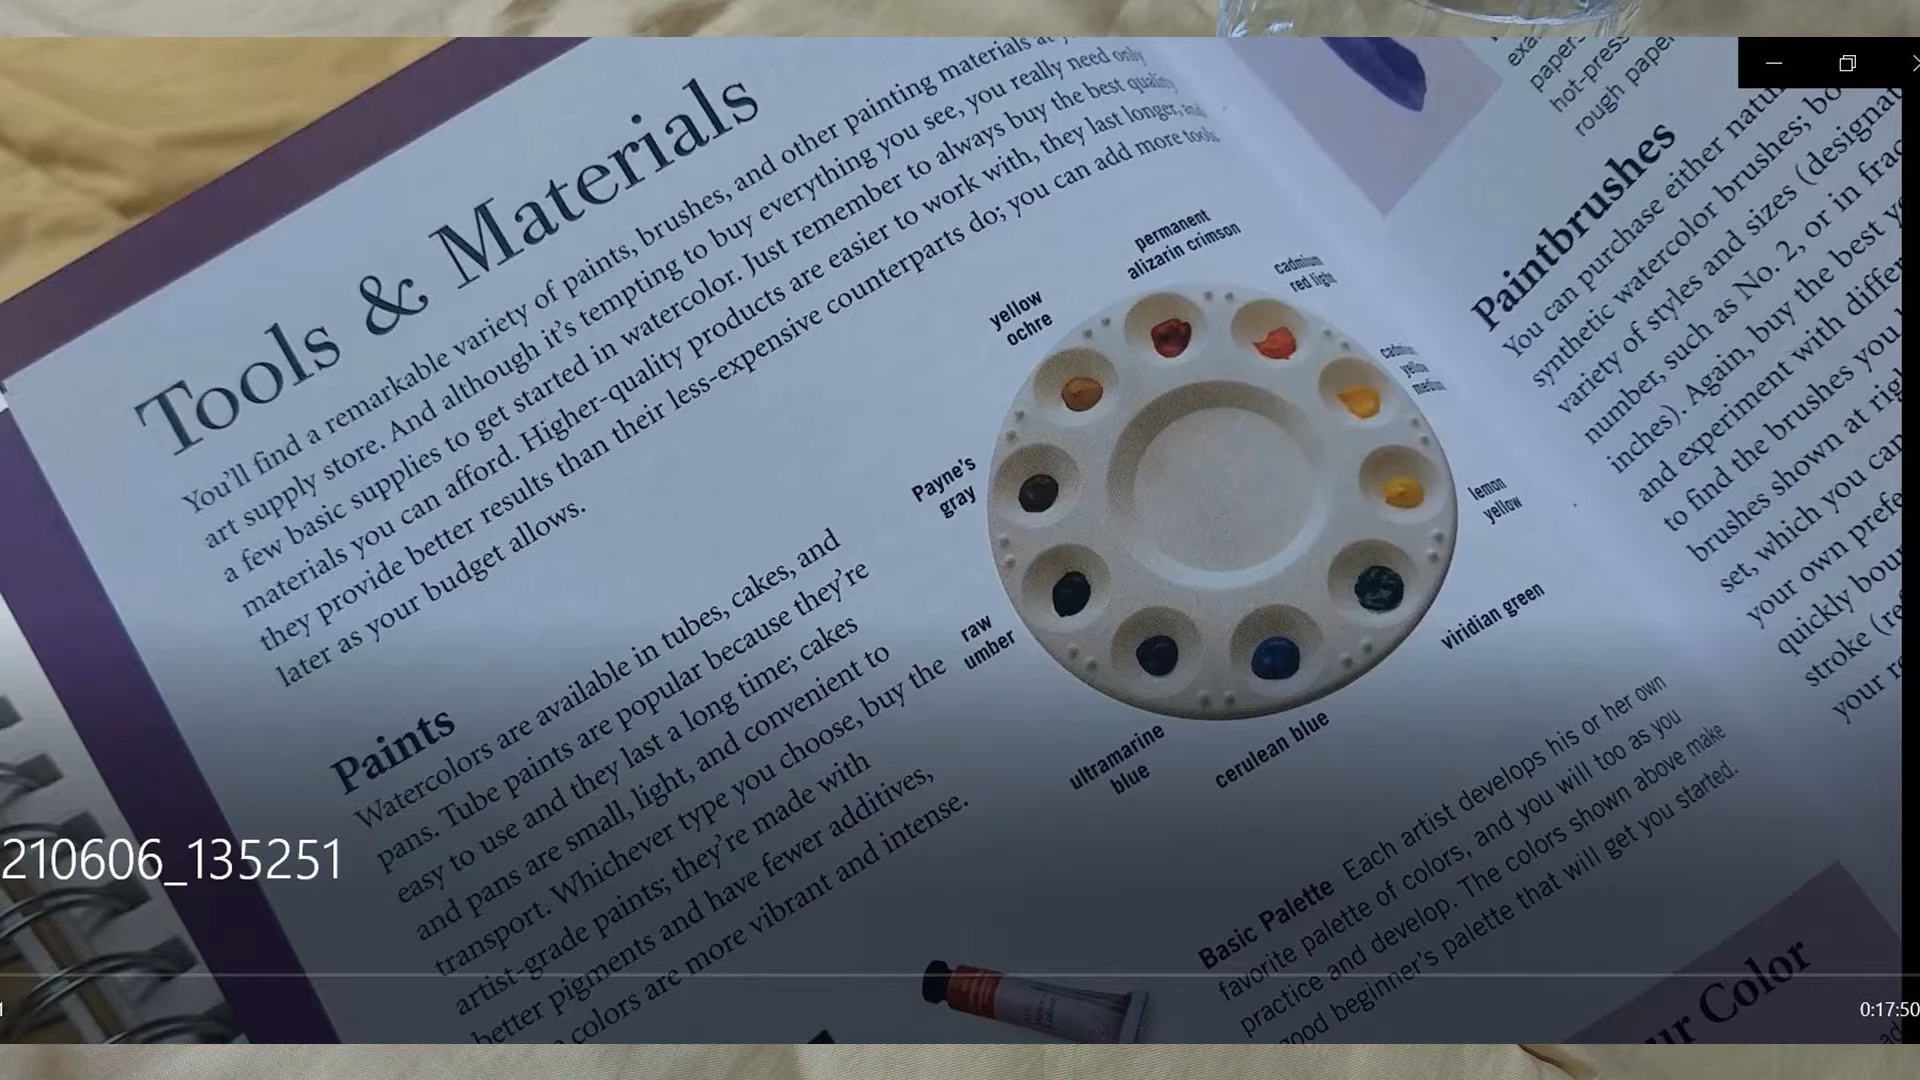 Tools & Materials
You'll find a remarkable variety of paints, brushes, and other painting materials at
art supply store. And although it's tempting to buy everything you see, you really need only
a few basic supplies to get started in watercolor. Just remember to always buy the best quality
materials you can afford. Higher-quality products are easier to work with, they last longer, and
they provide better results than their less-expensive counterparts do; you can add more tools
later as your budget allows.
Paints
Watercolors are available in tubes, cakes, and
pans. Tube paints are popular because they're
easy to use and they last a long time; cakes
and pans are small, light, and convenient to
transport. Whichever type you choose, buy the
artist-grade paints; they're made with
better pigments and have fewer additives,
colors are more vibrant and intense.
permanent
alizarin crimson
cadmium
red light
yellow
ochre
cadmium
yellow
medium
Payne's
gray
lemon
yellow
raw
umber
viridian green
ultramarine
blue
cerulean blue
Basic Palette Each artist develops his or her own
favorite palette of colors, and you will too as you
practice and develop. The colors shown above make
good beginner's palette that will get you started.
papers
hot-press
rough paper
Paintbrushes
You can purchase either natu
synthetic watercolor brushes; bo
variety of styles and sizes (designat
number, such as No. 2, or in frac
inches). Again, buy the best y
and experiment with differ
to find the brushes you l
brushes shown at rig
set, which you can
your own prefe
quickly bou
stroke (re
your r
ur Color
210606_135251
0:17:50